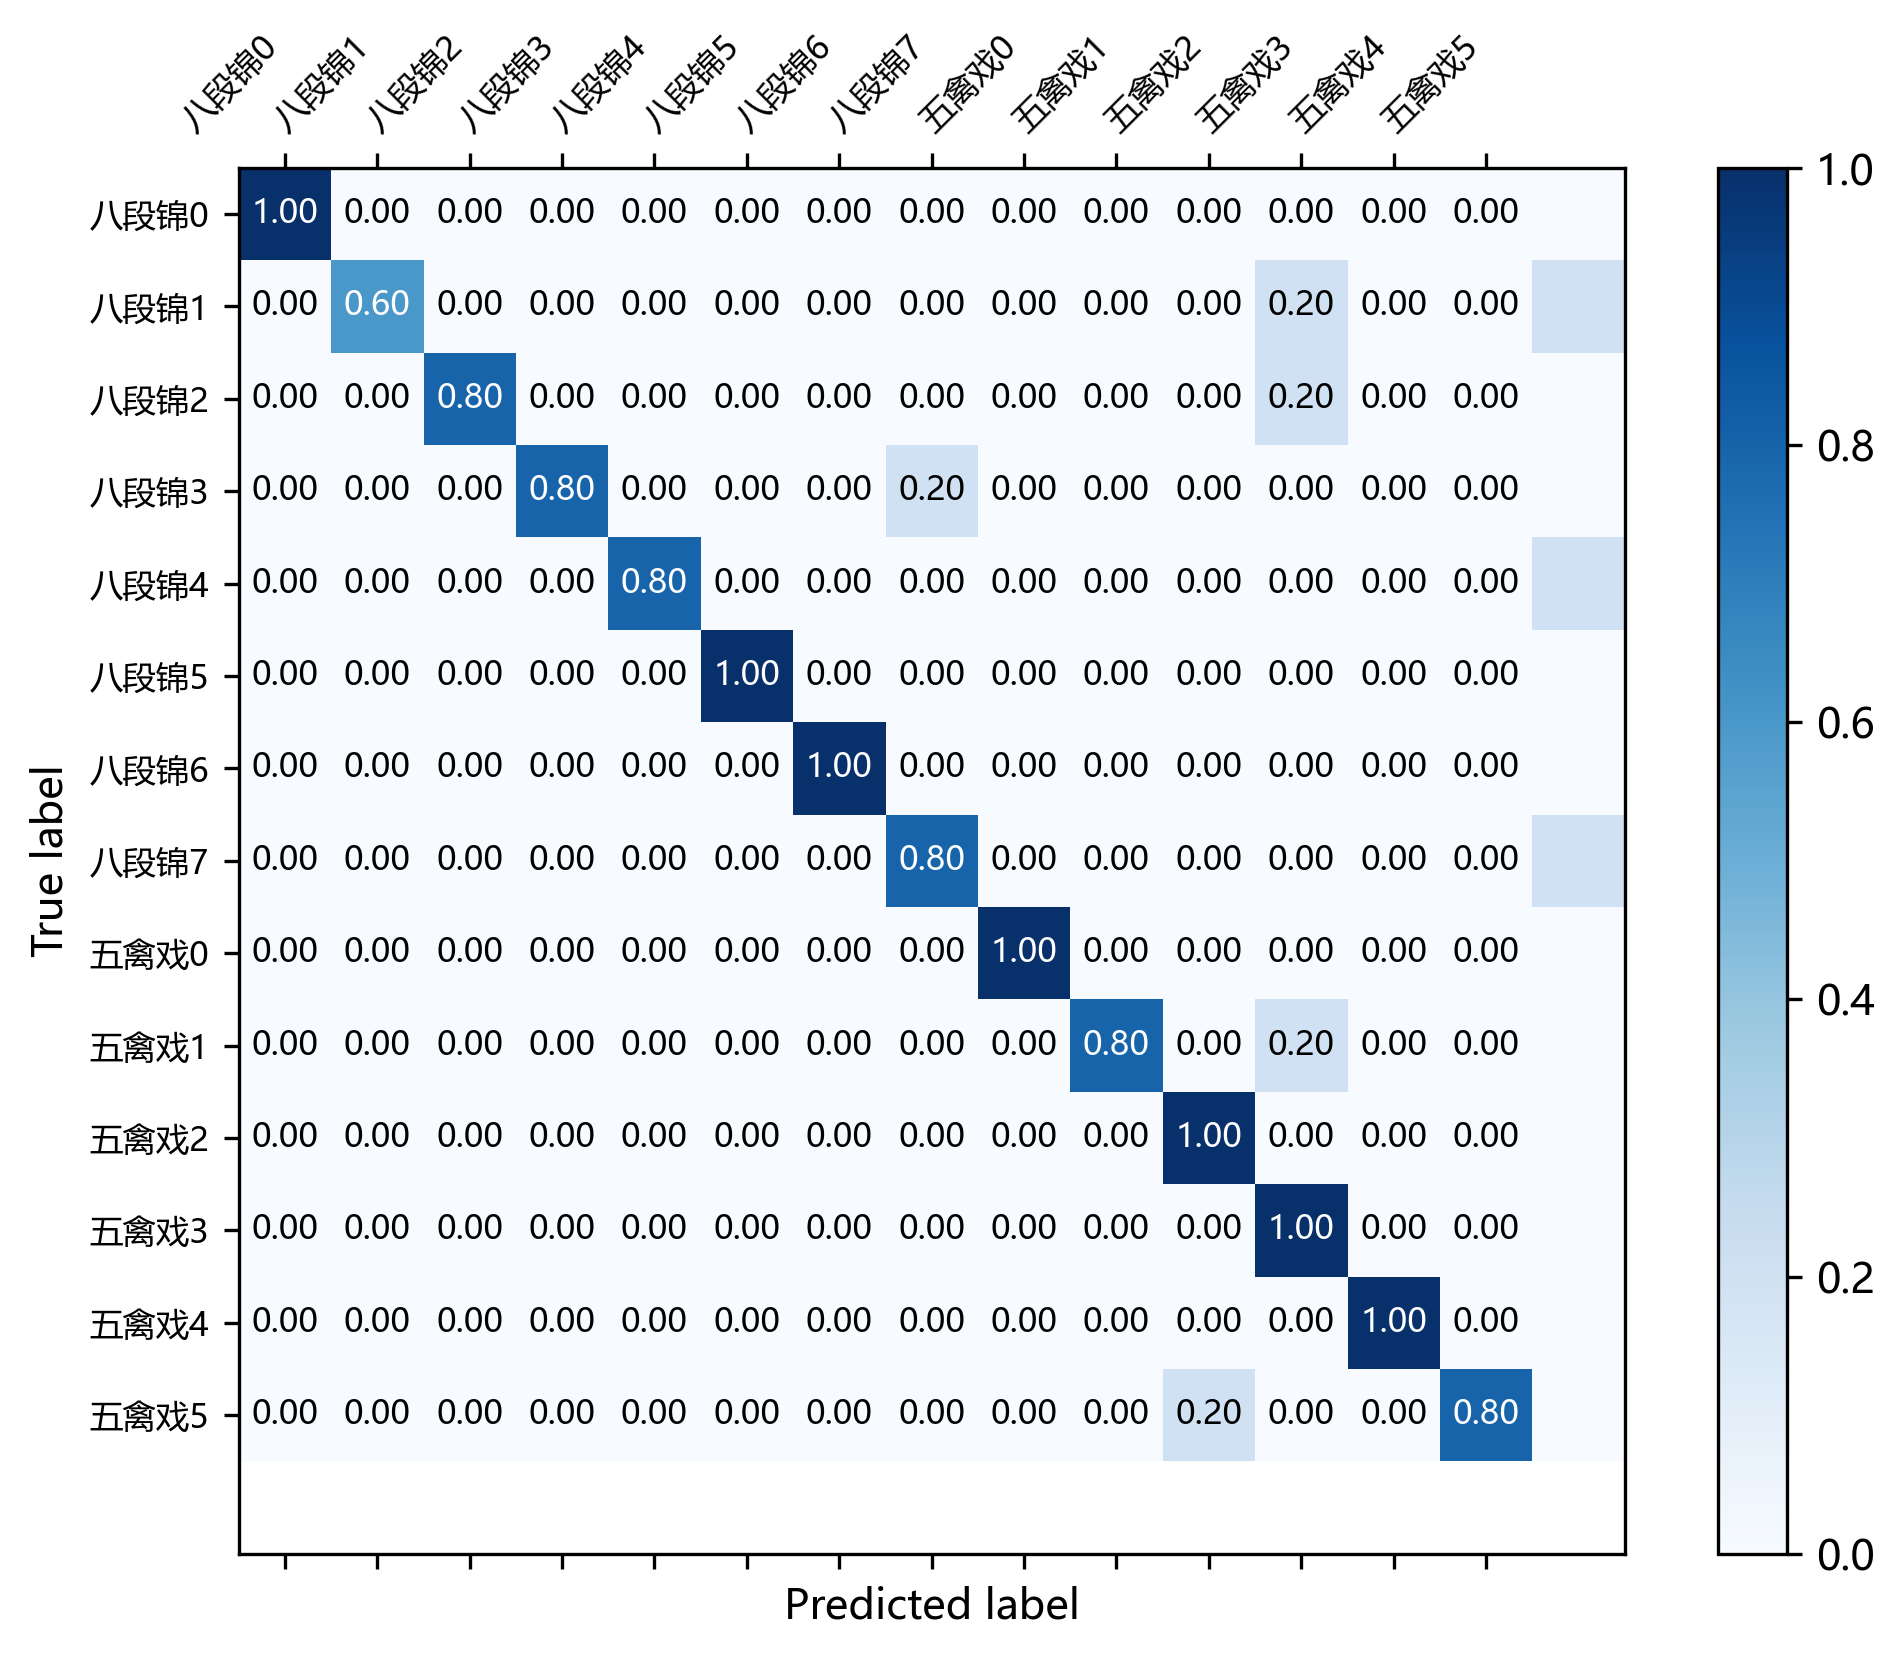 八段锦0 八段锦1 八段锦2 八段锦3 八段锦4 八段锦5 八段锦6 八段锦7 五禽戏0 五禽戏1 五禽戏2 五禽戏3 五禽戏4 五禽戏5
八段锦0 1.00 0.00 0.00 0.00 0.00 0.00 0.00 0.00 0.00 0.00 0.00 0.00 0.00 0.00
八段锦1 0.00 0.60 0.00 0.00 0.00 0.00 0.00 0.00 0.00 0.00 0.00 0.20 0.00 0.00
八段锦2 0.00 0.00 0.80 0.00 0.00 0.00 0.00 0.00 0.00 0.00 0.00 0.20 0.00 0.00
八段锦3 0.00 0.00 0.00 0.80 0.00 0.00 0.00 0.20 0.00 0.00 0.00 0.00 0.00 0.00
八段锦4 0.00 0.00 0.00 0.00 0.80 0.00 0.00 0.00 0.00 0.00 0.00 0.00 0.00 0.00
八段锦5 0.00 0.00 0.00 0.00 0.00 1.00 0.00 0.00 0.00 0.00 0.00 0.00 0.00 0.00
八段锦6 0.00 0.00 0.00 0.00 0.00 0.00 1.00 0.00 0.00 0.00 0.00 0.00 0.00 0.00
八段锦7 0.00 0.00 0.00 0.00 0.00 0.00 0.00 0.80 0.00 0.00 0.00 0.00 0.00 0.00
五禽戏0 0.00 0.00 0.00 0.00 0.00 0.00 0.00 0.00 1.00 0.00 0.00 0.00 0.00 0.00
五禽戏1 0.00 0.00 0.00 0.00 0.00 0.00 0.00 0.00 0.00 0.80 0.00 0.20 0.00 0.00
五禽戏2 0.00 0.00 0.00 0.00 0.00 0.00 0.00 0.00 0.00 0.00 1.00 0.00 0.00 0.00
五禽戏3 0.00 0.00 0.00 0.00 0.00 0.00 0.00 0.00 0.00 0.00 0.00 1.00 0.00 0.00
五禽戏4 0.00 0.00 0.00 0.00 0.00 0.00 0.00 0.00 0.00 0.00 0.00 0.00 1.00 0.00
五禽戏5 0.00 0.00 0.00 0.00 0.00 0.00 0.00 0.00 0.00 0.00 0.20 0.00 0.00 0.80
True label
Predicted label
1.0
0.8
0.6
0.4
0.2
0.0